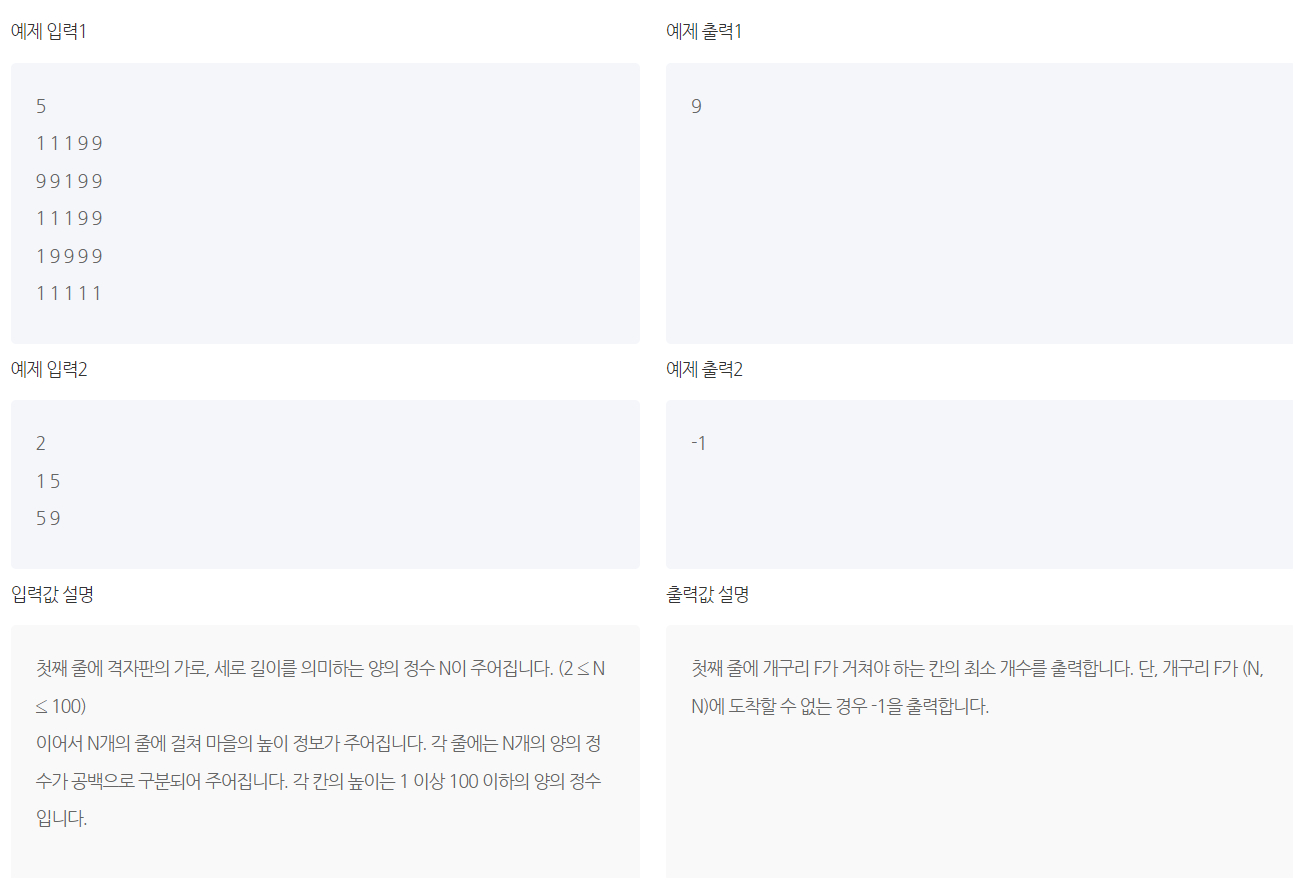 예제 입력1
5
1 1 1 9 9
9 9 1 9 9
1 1 1 9 9
1 9 9 9 9
1 1 1 1 1
예제 출력1
9
예제 입력2
2
1 5
5 9
예제 출력2
-1
입력값 설명
첫째 줄에 격자판의 가로, 세로 길이를 의미하는 양의 정수 N이 주어집니다. (2 ≤ N
≤ 100)
이어서 N개의 줄에 걸쳐 마을의 높이 정보가 주어집니다. 각 줄에는 N개의 양의 정
수가 공백으로 구분되어 주어집니다. 각 칸의 높이는 1 이상 100 이하의 양의 정수
입니다.
출력값 설명
첫째 줄에 개구리 F가 거쳐야 하는 칸의 최소 개수를 출력합니다. 단, 개구리 F가 (N,
N)에 도착할 수 없는 경우 -1을 출력합니다.